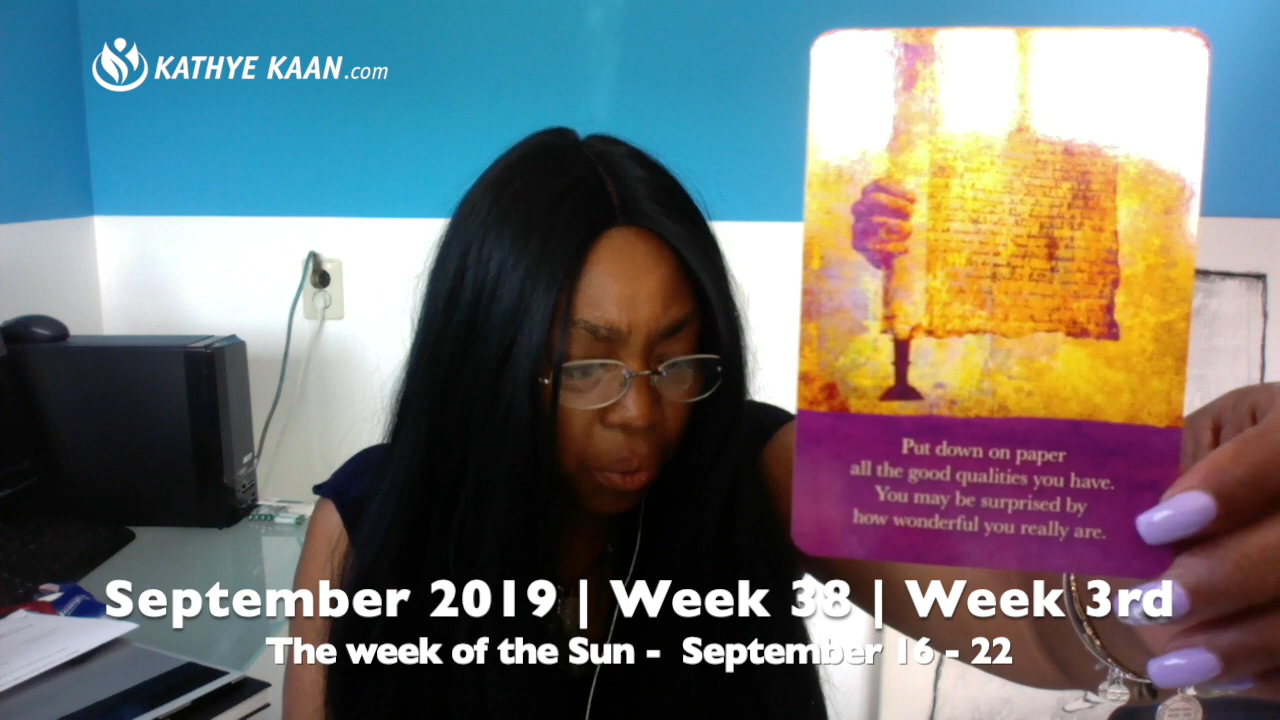 KATHYE KAAN.com
Put down on paper
all the good qualities you have.
You may be surprised by
how wonderful you really are.
September 2019 | Week 38 | Week 3rd
The week of the Sun - September 16 - 22